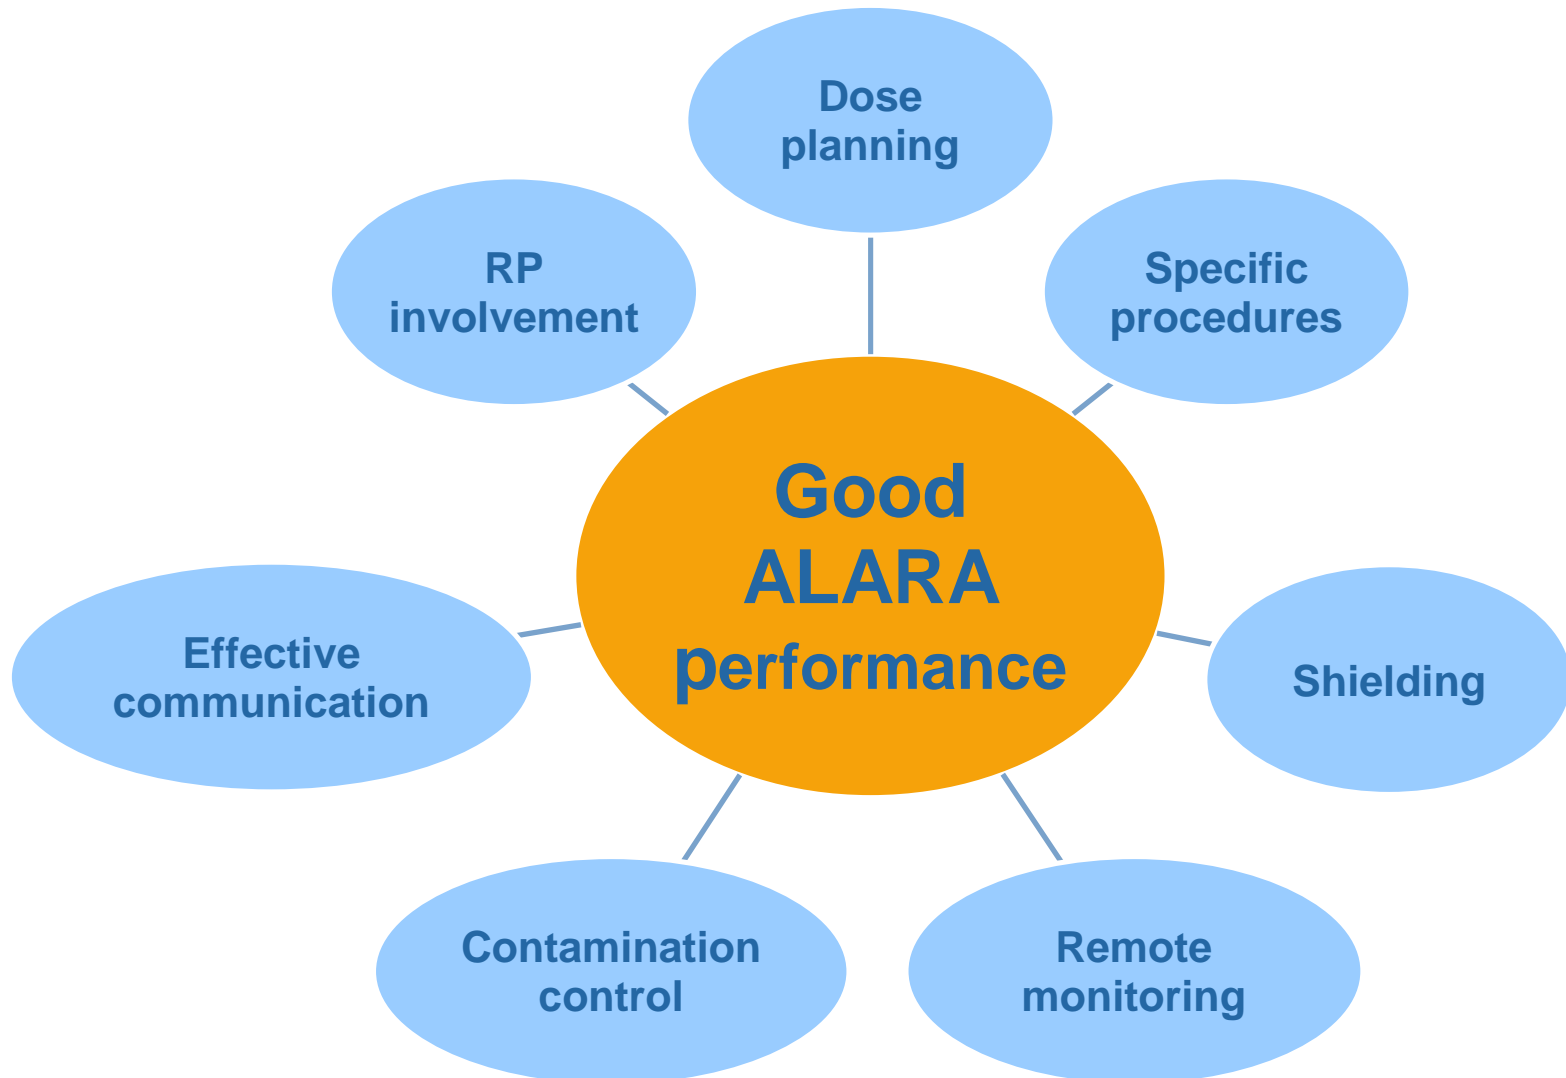 Dose
planning
RP
involvement
Specific
procedures
Good
ALARA
performance
Effective
communication
Shielding
Contamination
control
Remote
monitoring